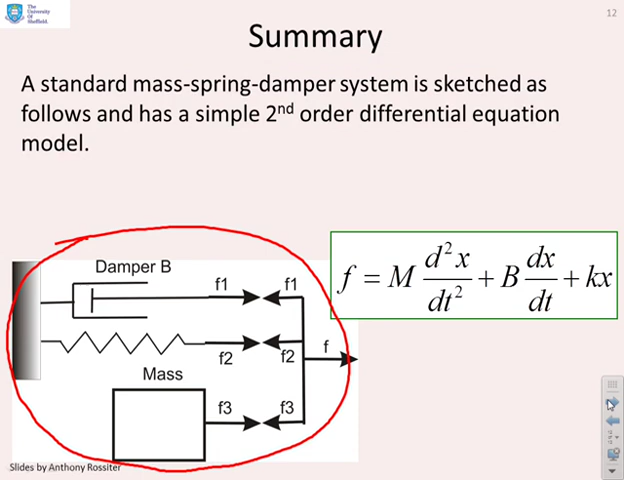 The
University
Of
Sheffield.
12
Summary
A standard mass-spring-damper system is sketched as
follows and has a simple 2nd order differential equation
model.
Damper B
f1 f1
f2 f2
f
Mass
f3 f3
f = M d²x/dt² + B dx/dt + kx
Slides by Anthony Rossiter